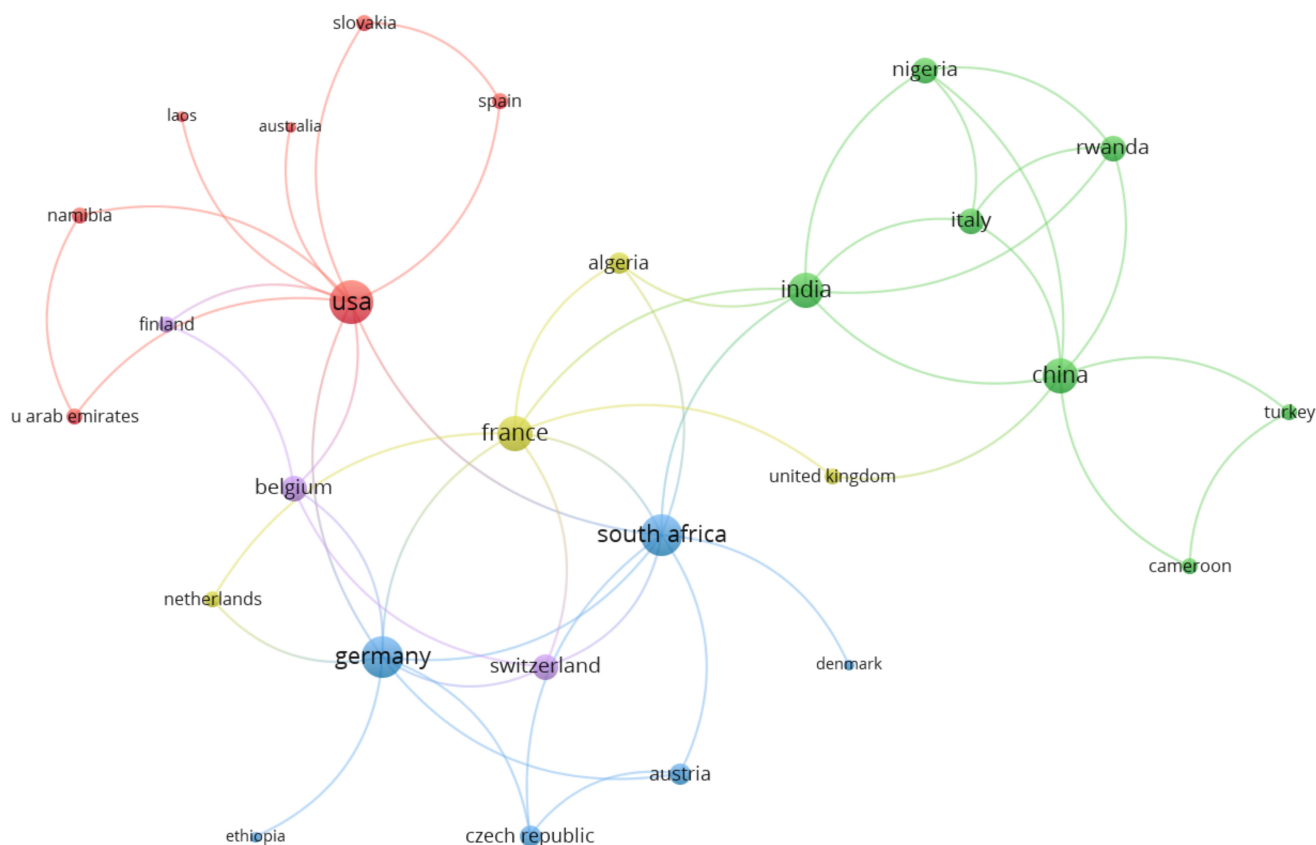 slovakia
nigeria
spain
laos
australia
rwanda
namibia
italy
algeria
india
usa
finland
china
u arab emirates
turkey
france
united kingdom
belgium
south africa
cameroon
netherlands
germany
switzerland
denmark
austria
ethiopia
czech republic